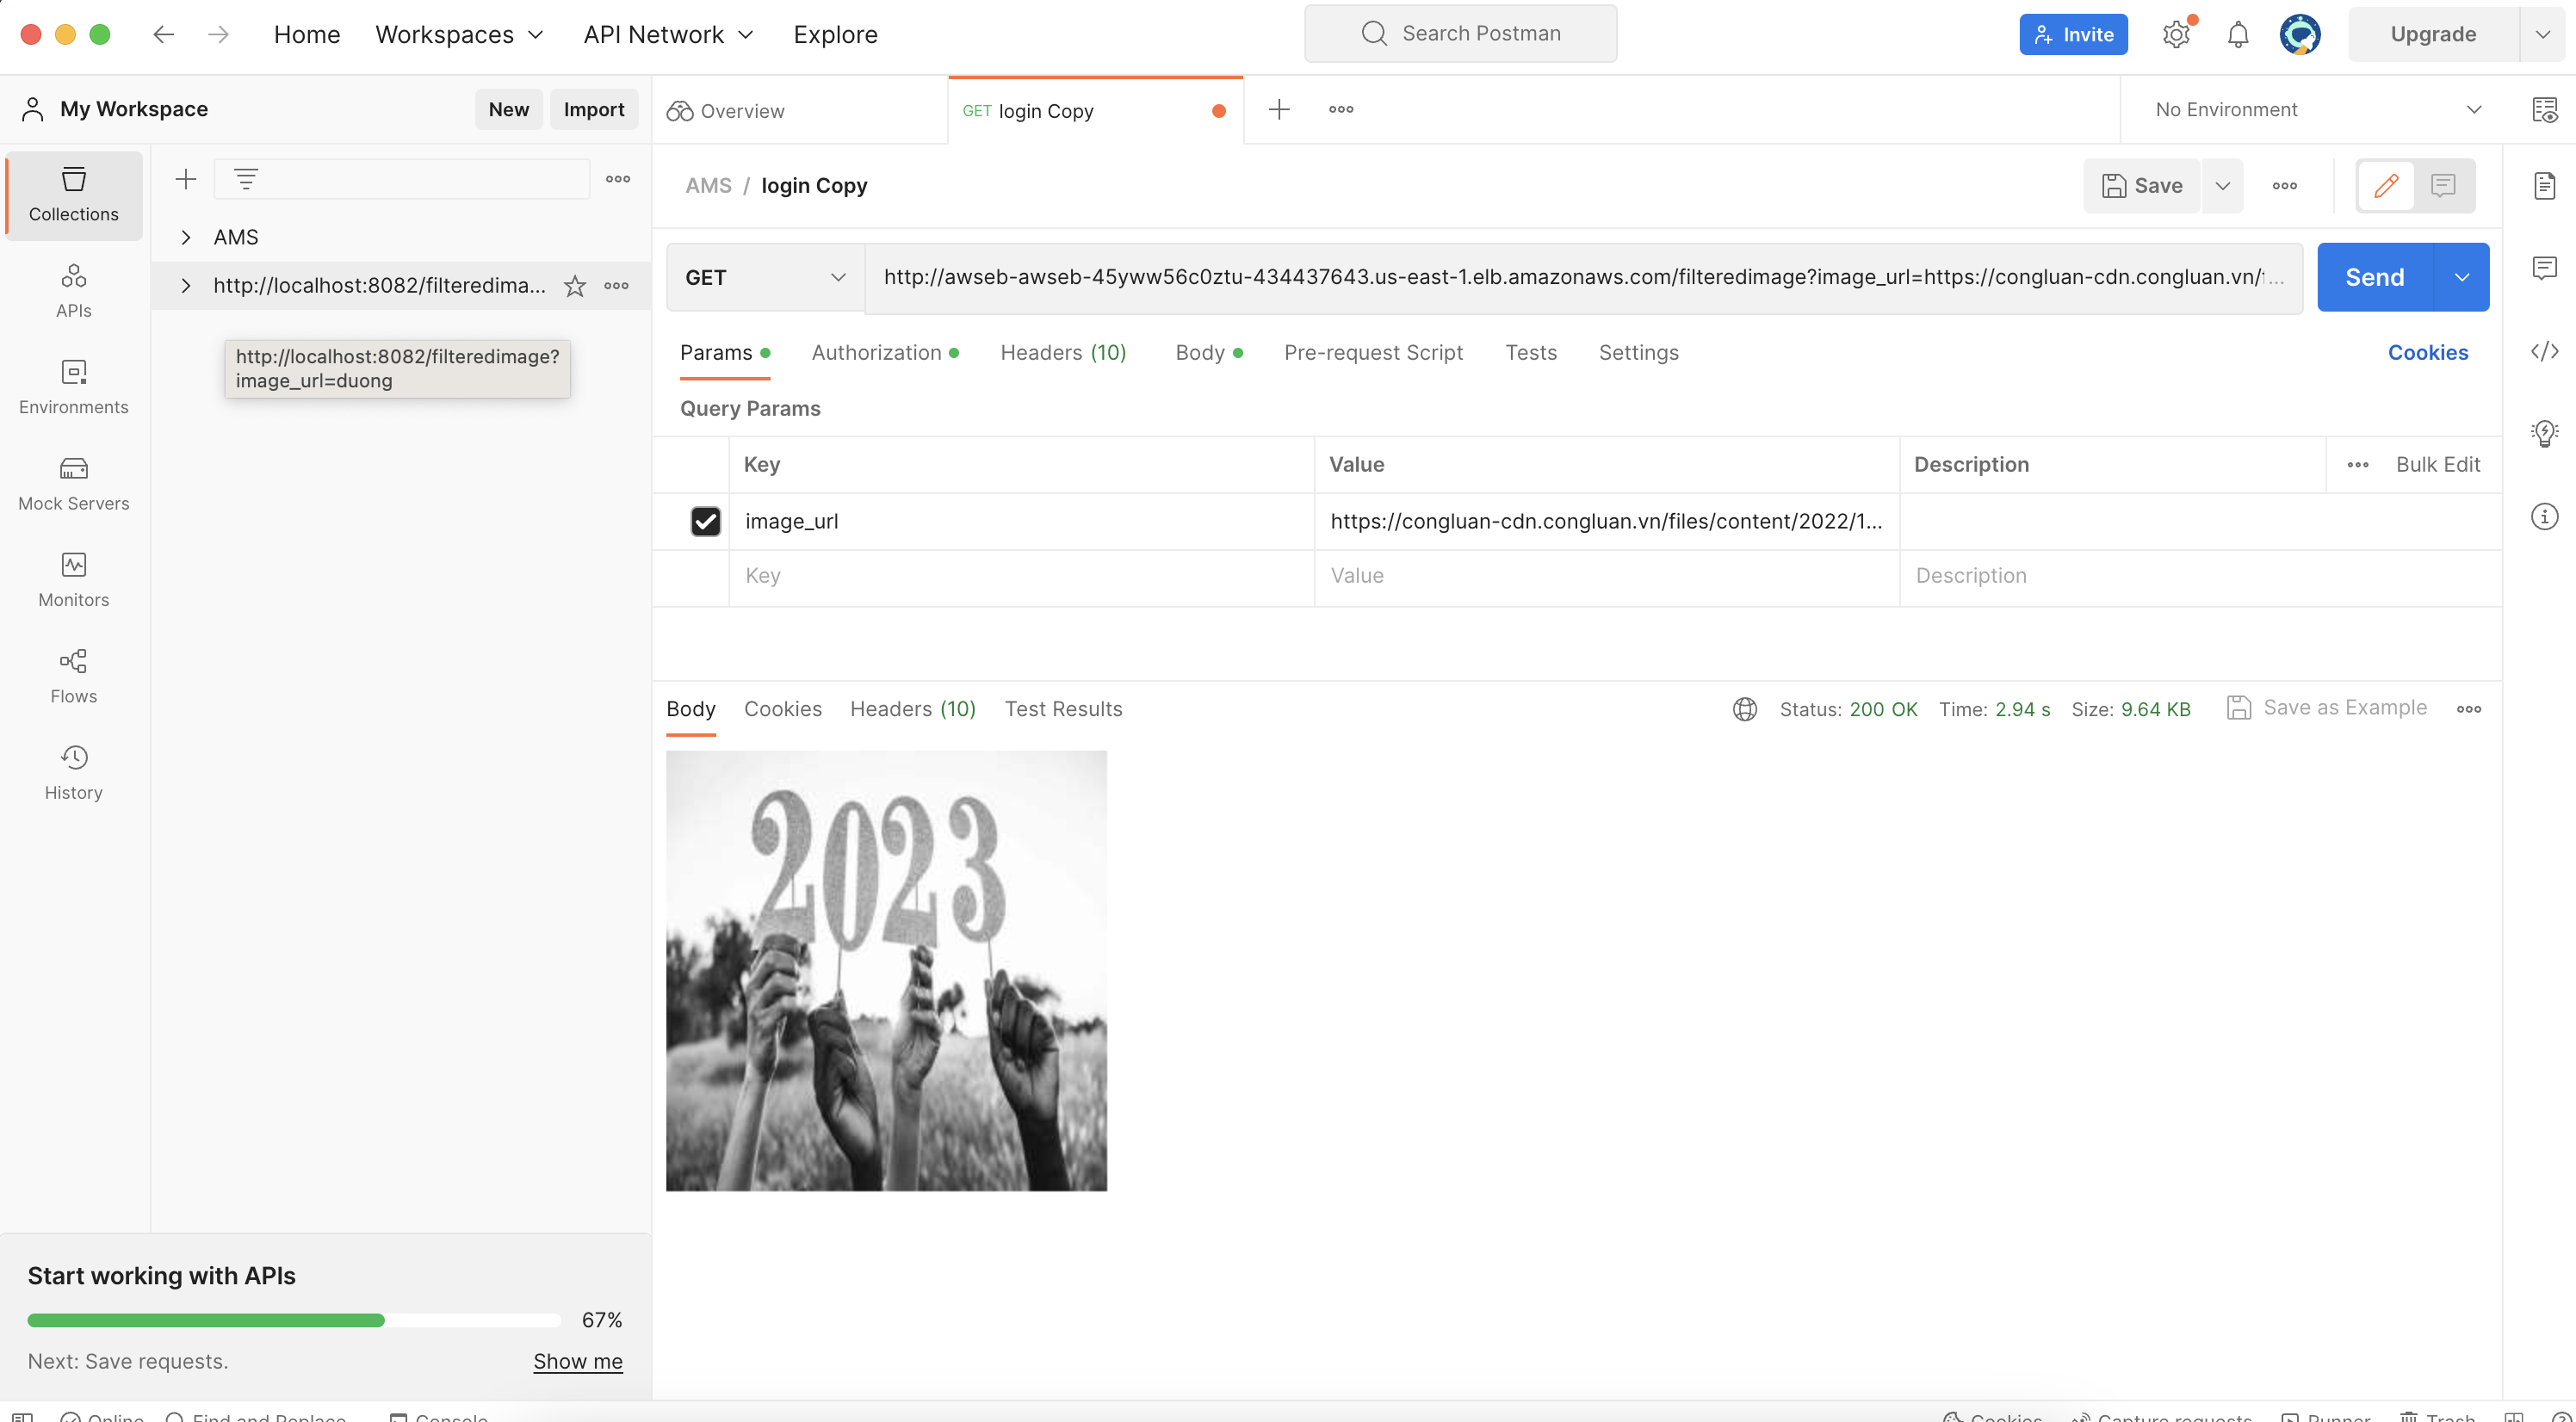 Home Workspaces API Network Explore Search Postman Invite Upgrade
My Workspace New Import Overview GET login Copy No Environment
Collections
APIs
Environments
Mock Servers
Monitors
Flows
History
AMS
http://localhost:8082/filteredima...
http://localhost:8082/filteredimage?
image_url=duong
AMS / login Copy Save
GET http://awseb-awseb-45yww56c0ztu-434437643.us-east-1.elb.amazonaws.com/filteredimage?image_url=https://congluan-cdn.congluan.vn/f... Send
Params Authorization Headers (10) Body Pre-request Script Tests Settings Cookies
Query Params
Key Value Description Bulk Edit
image_url https://congluan-cdn.congluan.vn/files/content/2022/1...
Key Value Description
Body Cookies Headers (10) Test Results Status: 200 OK Time: 2.94 s Size: 9.64 KB Save as Example
2023
Start working with APIs
67%
Next: Save requests. Show me
Online Find and Replace Console Cookies Capture requests Runner Trash